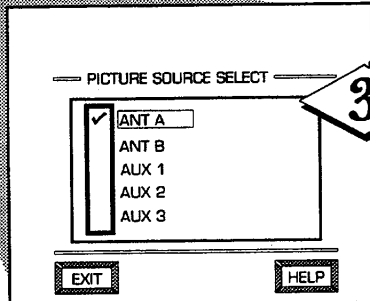 PICTURE SOURCE SELECT
3
✓ ANT A
ANT B
AUX 1
AUX 2
AUX 3
EXIT HELP